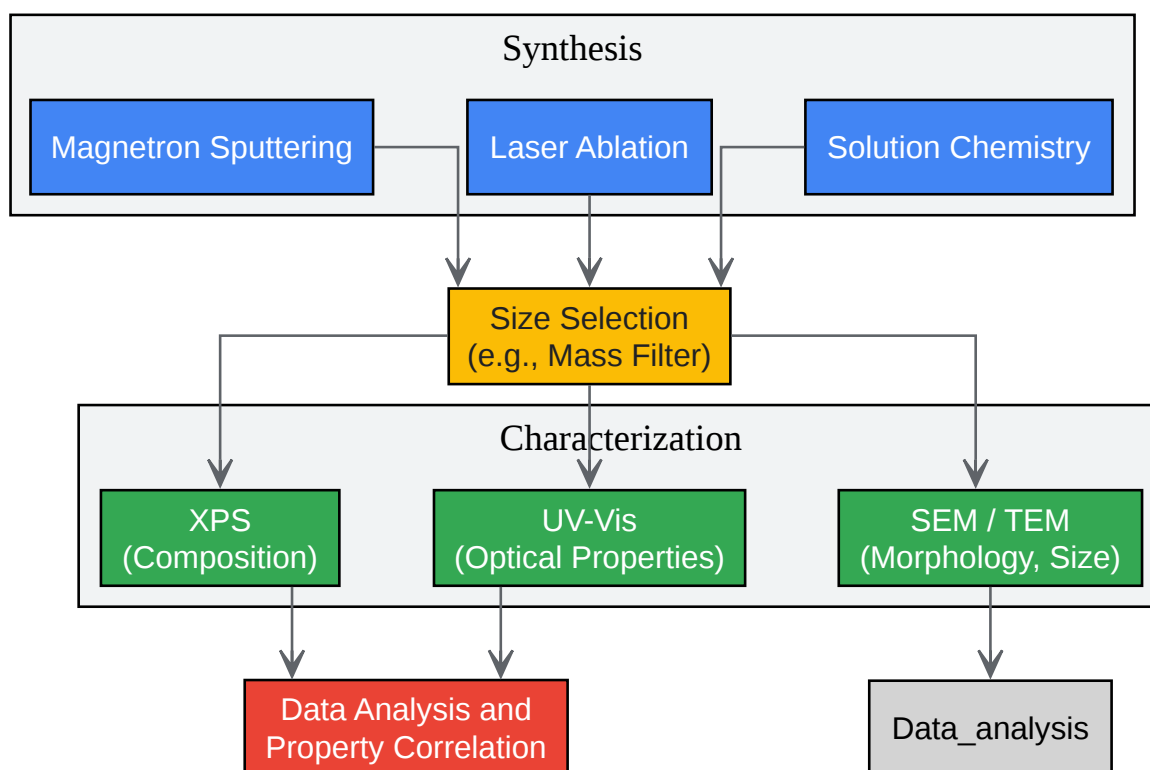 Synthesis
Magnetron Sputtering
Laser Ablation
Solution Chemistry
Size Selection
(e.g., Mass Filter)
Characterization
XPS
(Composition)
UV-Vis
(Optical Properties)
SEM / TEM
(Morphology, Size)
Data Analysis and
Property Correlation
Data_analysis